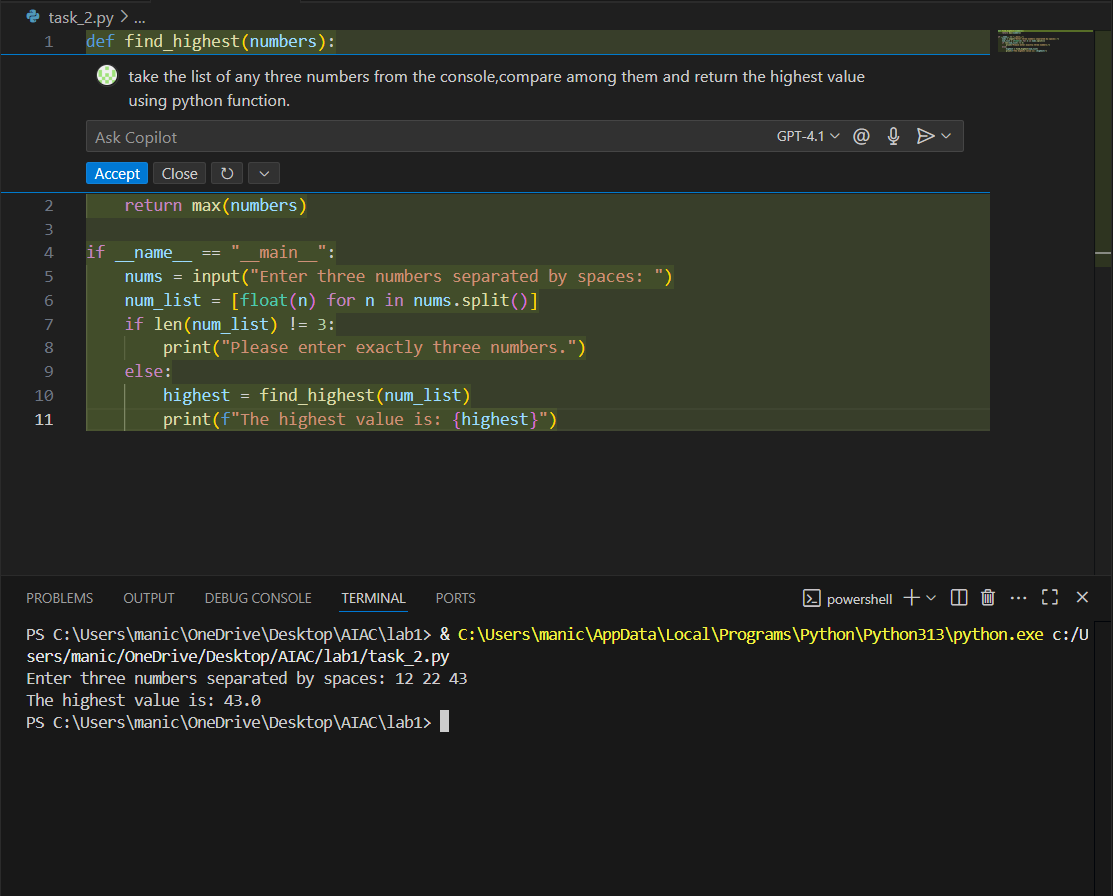 task_2.py > ...
1 def find_highest(numbers):
take the list of any three numbers from the console,compare among them and return the highest value
using python function.
Ask Copilot GPT-4.1
Accept Close
2 return max(numbers)
3
4 if __name__ == "__main__":
5 nums = input("Enter three numbers separated by spaces: ")
6 num_list = [float(n) for n in nums.split()]
7 if len(num_list) != 3:
8 print("Please enter exactly three numbers.")
9 else:
10 highest = find_highest(num_list)
11 print(f"The highest value is: {highest}")
PROBLEMS OUTPUT DEBUG CONSOLE TERMINAL PORTS powershell
PS C:\Users\manic\OneDrive\Desktop\AIAC\lab1> & C:\Users\manic\AppData\Local\Programs\Python\Python313\python.exe c:/U
sers/manic/OneDrive/Desktop/AIAC/lab1/task_2.py
Enter three numbers separated by spaces: 12 22 43
The highest value is: 43.0
PS C:\Users\manic\OneDrive\Desktop\AIAC\lab1>